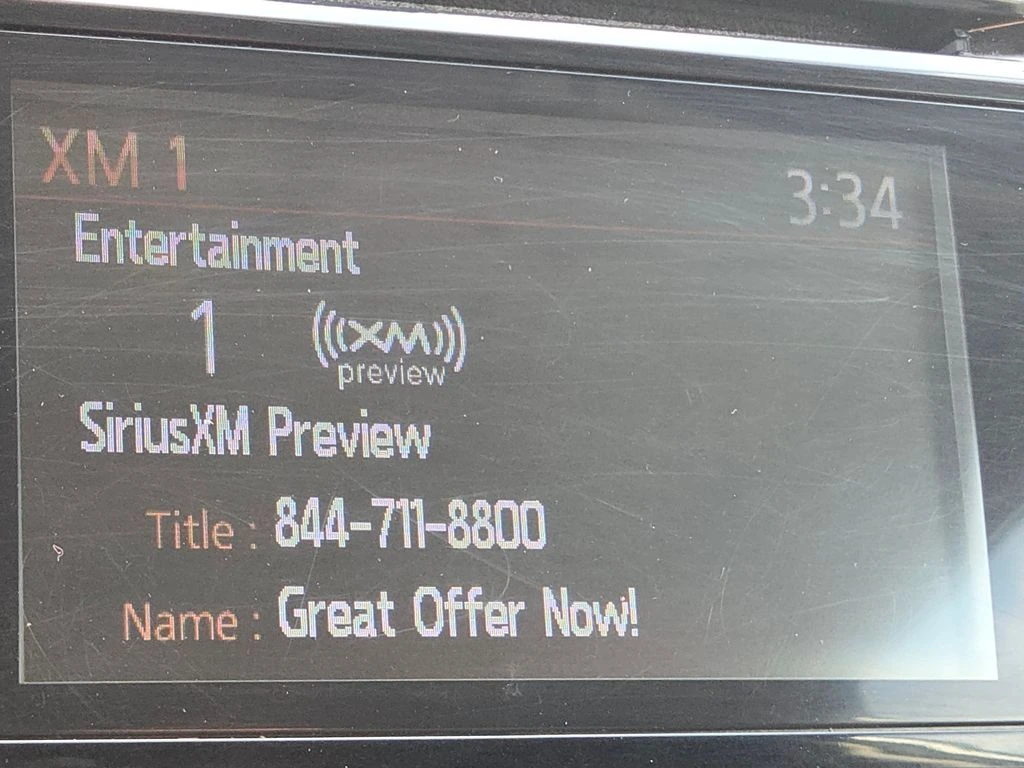 XM 1
3:34
Entertainment
1 (((XM)))
preview
SiriusXM Preview
Title : 844-711-8800
Name : Great Offer Now!